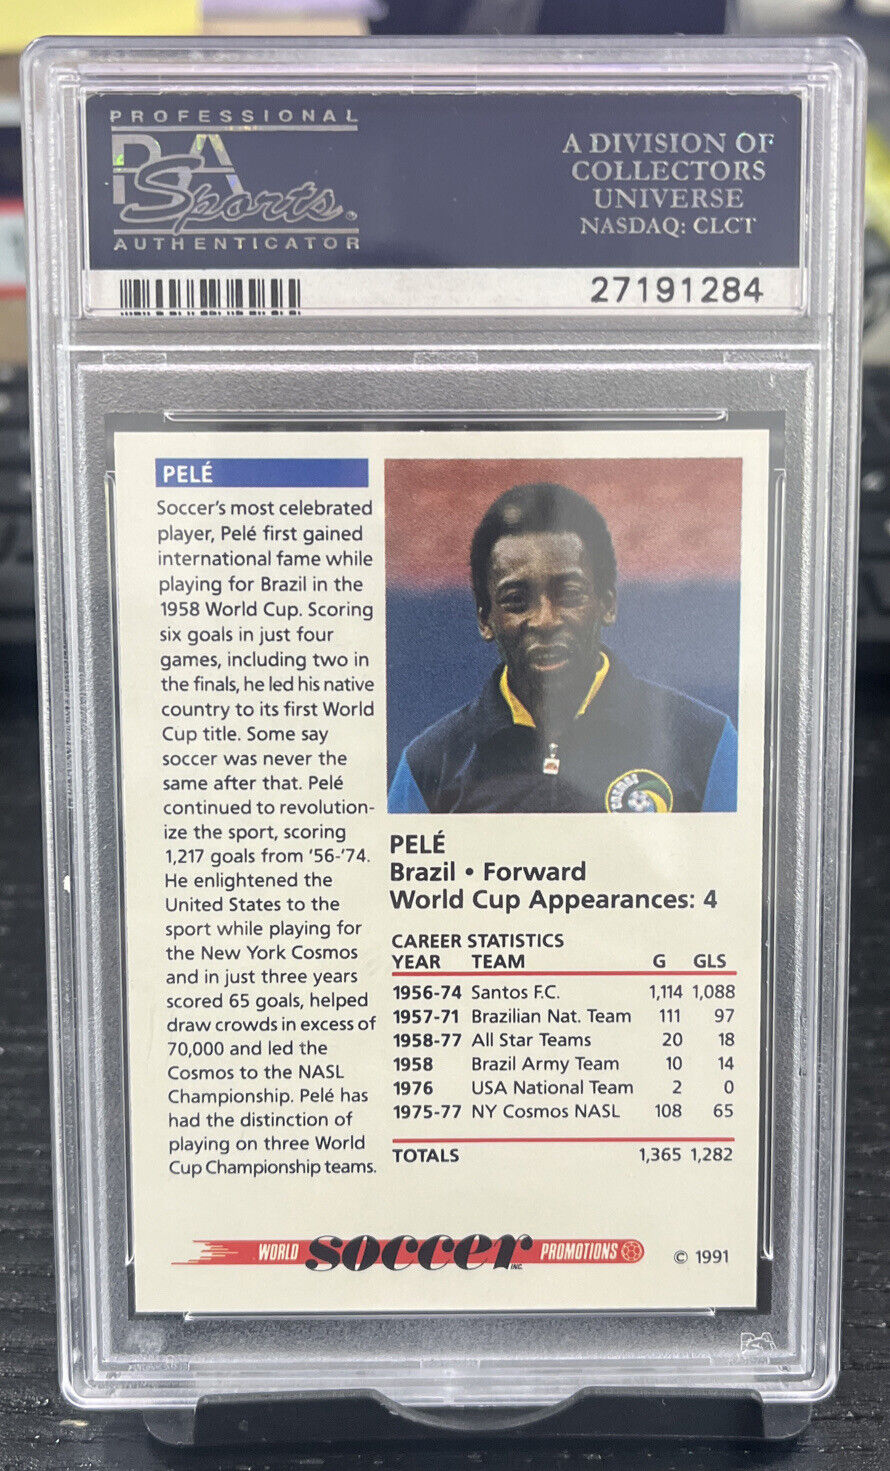 PROFESSIONAL
PSA
Sports
AUTHENTICATOR
A DIVISION OF
COLLECTORS
UNIVERSE
NASDAQ: CLCT
27191284
PELÉ
Soccer's most celebrated
player, Pelé first gained
international fame while
playing for Brazil in the
1958 World Cup. Scoring
six goals in just four
games, including two in
the finals, he led his native
country to its first World
Cup title. Some say
soccer was never the
same after that. Pelé
continued to revolution-
ize the sport, scoring
1,217 goals from '56-'74.
He enlightened the
United States to the
sport while playing for
the New York Cosmos
and in just three years
scored 65 goals, helped
draw crowds in excess of
70,000 and led the
Cosmos to the NASL
Championship. Pelé has
had the distinction of
playing on three World
Cup Championship teams.
COSMOS
PELÉ
Brazil • Forward
World Cup Appearances: 4
CAREER STATISTICS
YEAR TEAM G GLS
1956-74 Santos F.C. 1,114 1,088
1957-71 Brazilian Nat. Team 111 97
1958-77 All Star Teams 20 18
1958 Brazil Army Team 10 14
1976 USA National Team 2 0
1975-77 NY Cosmos NASL 108 65
TOTALS 1,365 1,282
WORLD soccer INC. PROMOTIONS © 1991
PSA